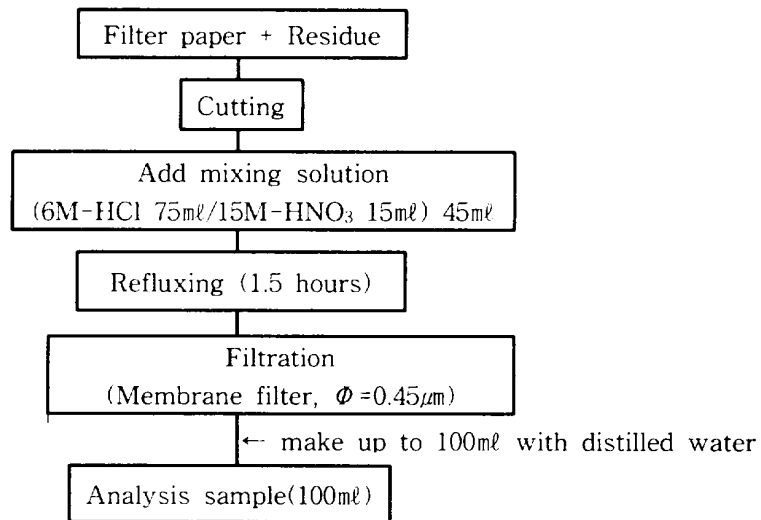 Filter paper + Residue
Cutting
Add mixing solution
(6M-HCl 75mℓ/15M-HNO₃ 15mℓ) 45mℓ
Refluxing (1.5 hours)
Filtration
(Membrane filter, Φ=0.45μm)
← make up to 100mℓ with distilled water
Analysis sample(100mℓ)